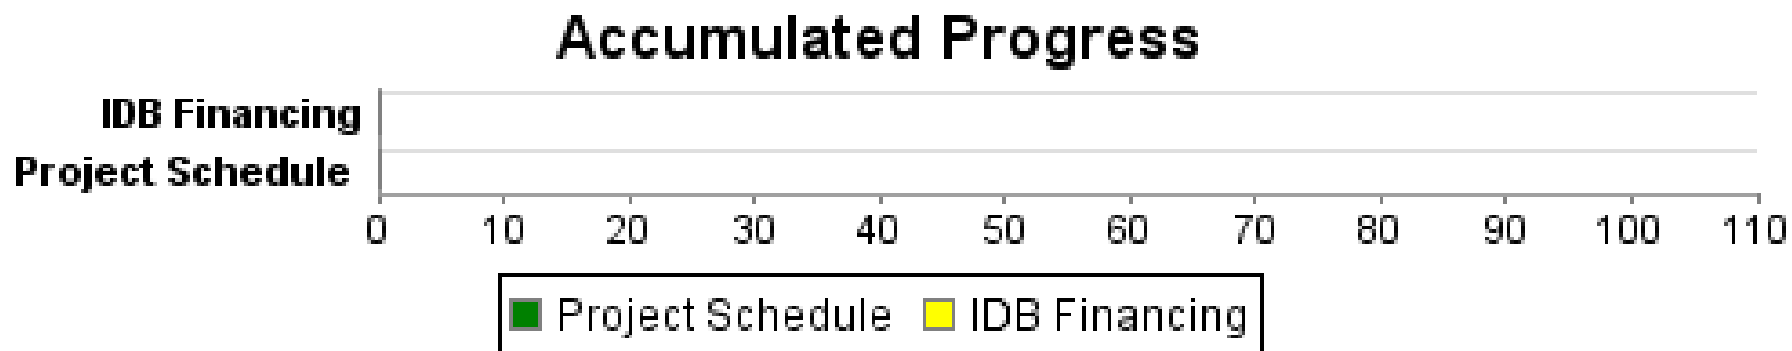 Accumulated Progress
IDB Financing
Project Schedule
0 10 20 30 40 50 60 70 80 90 100 110
Project Schedule IDB Financing